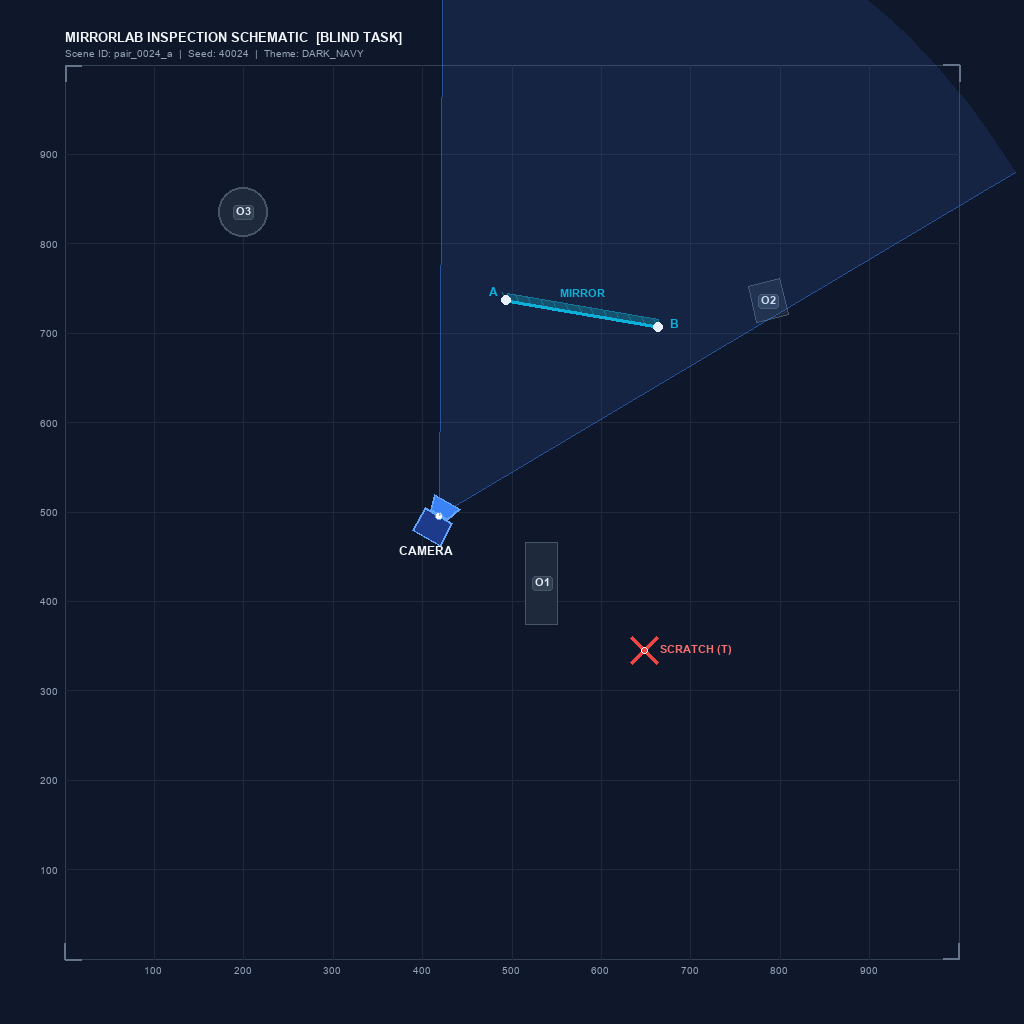 MIRRORLAB INSPECTION SCHEMATIC [BLIND TASK]
Scene ID: pair_0024_a | Seed: 40024 | Theme: DARK_NAVY
900
O3
800
A
MIRROR
O2
B
700
600
500
CAMERA
O1
400
SCRATCH (T)
300
200
100
100 200 300 400 500 600 700 800 900